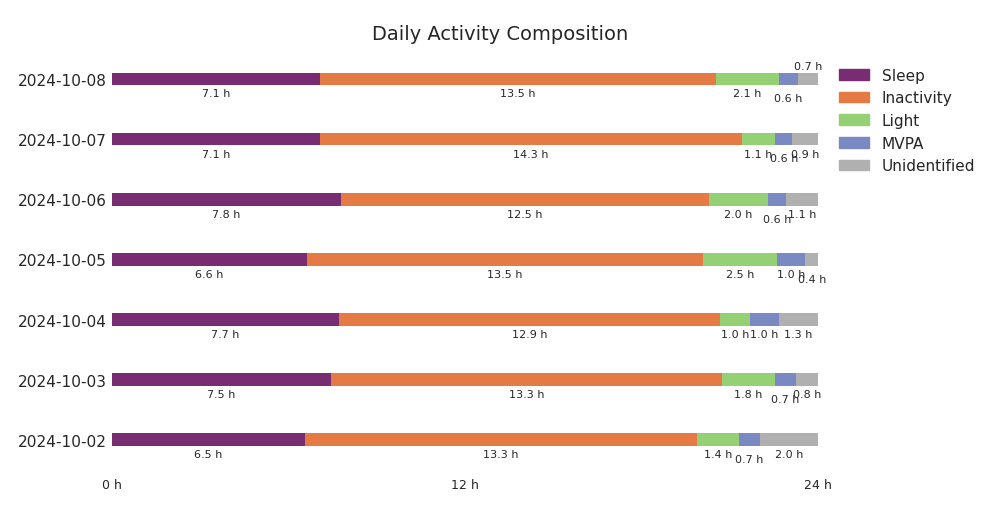 Daily Activity Composition
0.7 h
2024-10-08
7.1 h 13.5 h 2.1 h 0.6 h
2024-10-07
7.1 h 14.3 h 1.1 h 0.6 h 0.9 h
2024-10-06
7.8 h 12.5 h 2.0 h 0.6 h 1.1 h
2024-10-05
6.6 h 13.5 h 2.5 h 1.0 h 0.4 h
2024-10-04
7.7 h 12.9 h 1.0 h 1.0 h 1.3 h
2024-10-03
7.5 h 13.3 h 1.8 h 0.7 h 0.8 h
2024-10-02
6.5 h 13.3 h 1.4 h 0.7 h 2.0 h
0 h 12 h 24 h
Sleep
Inactivity
Light
MVPA
Unidentified